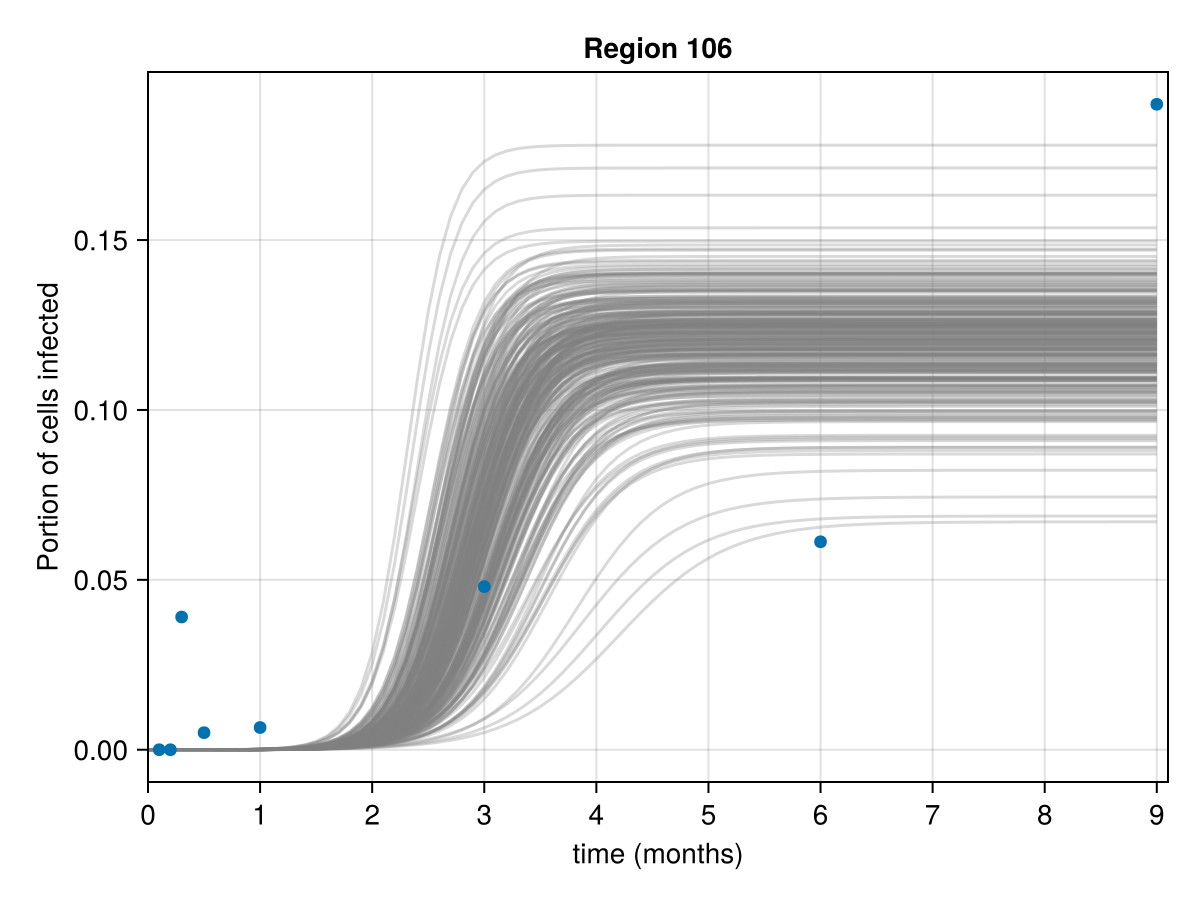 Region 106
Portion of cells infected
0.15
0.10
0.05
0.00
0 1 2 3 4 5 6 7 8 9
time (months)